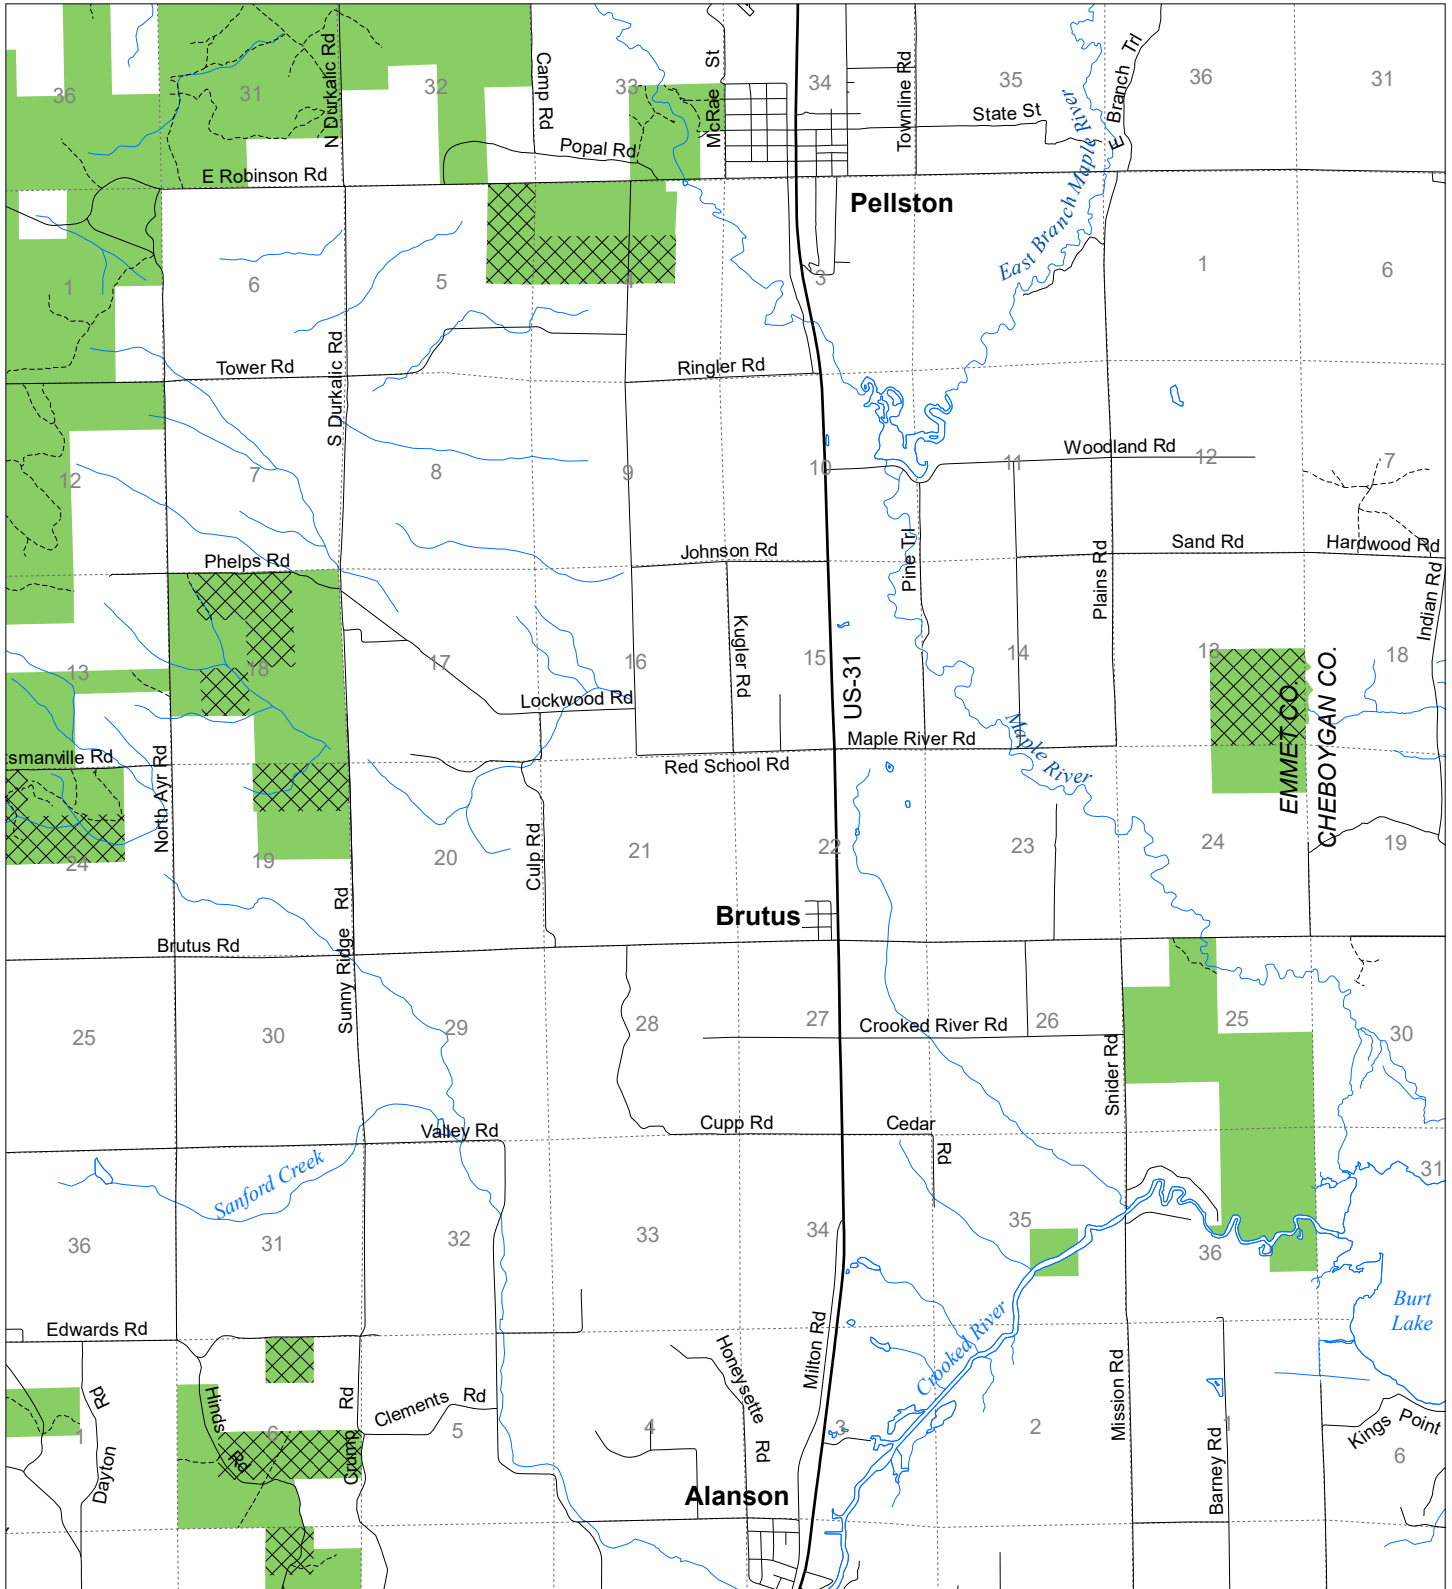 36
31
N Durkalic Rd
32
Camp Rd
33
McRae St
34
Townline Rd
35
State St
E Branch Trl
36
31
Popal Rd
E Robinson Rd
Pellston
East Branch Maple River
1
6
5
4
3
1
6
Tower Rd
S Durkalic Rd
Ringler Rd
12
7
8
9
10
11
Woodland Rd
12
7
Phelps Rd
Johnson Rd
Pine Trl
Plains Rd
Sand Rd
Hardwood Rd
Indian Rd
13
18
17
16
Kugler Rd
15
US-31
14
13
18
Lockwood Rd
EMMET CO.
CHEBOYGAN CO.
smanville Rd
North Ayr Rd
Red School Rd
Maple River Rd
Maple River
24
19
20
Culp Rd
21
22
23
24
19
Brutus
Brutus Rd
Sunny Ridge Rd
25
30
29
28
27
Crooked River Rd
26
25
30
Snider Rd
Valley Rd
Cupp Rd
Cedar Rd
Sanford Creek
31
36
31
32
33
34
35
36
Burt
Lake
Edwards Rd
Milton Rd
Crooked River
Honeysette Rd
Mission Rd
Dayton Rd
Hinds Rd
Crump Rd
Clements Rd
1
6
5
4
3
2
1
Barney Rd
Kings Point
6
Alanson